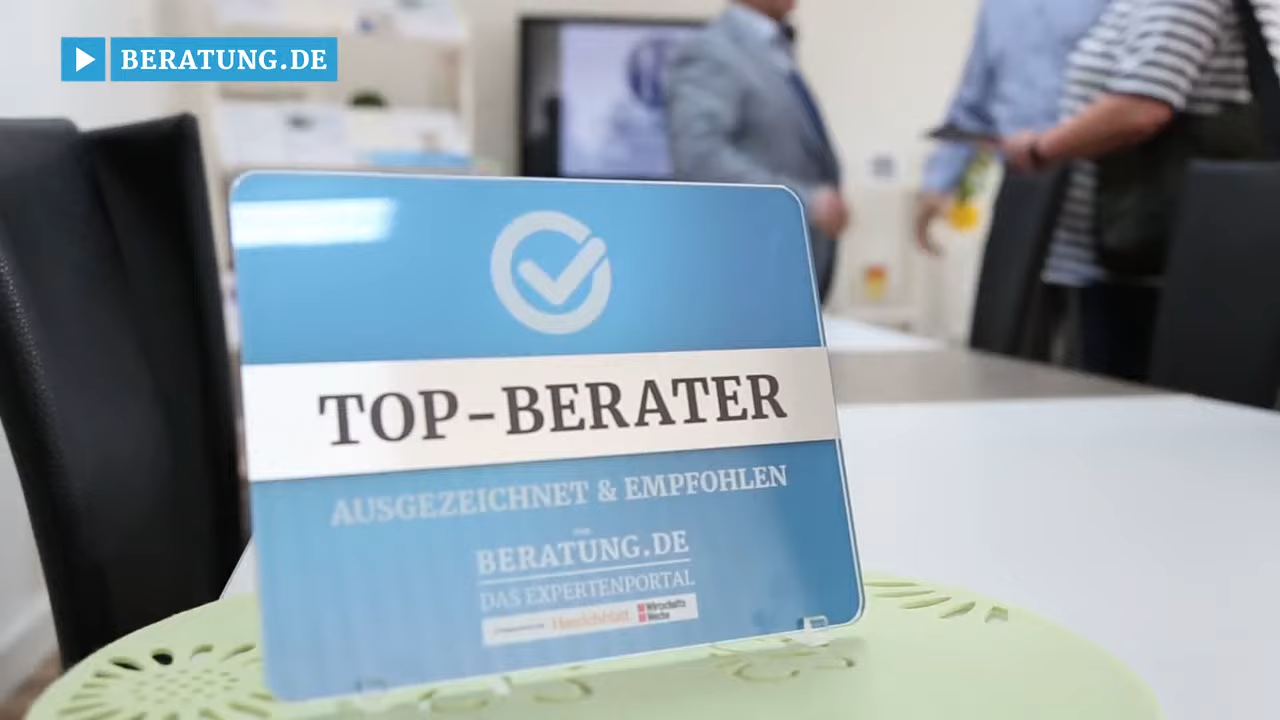 BERATUNG.DE
TOP-BERATER
AUSGEZEICHNET & EMPFOHLEN
BERATUNG.DE
DAS EXPERTENPORTAL
Handelsblatt Wirtschafts
Woche